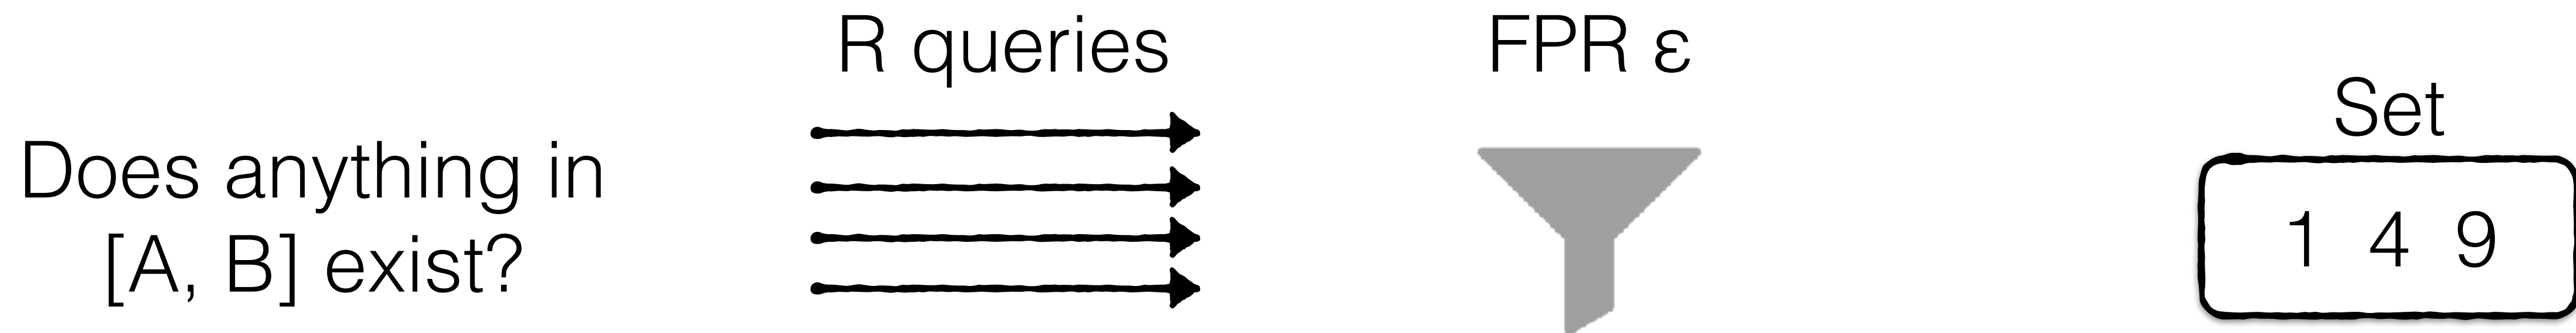 Does anything in
[A, B] exist?
R queries
FPR ε
Set
1 4 9